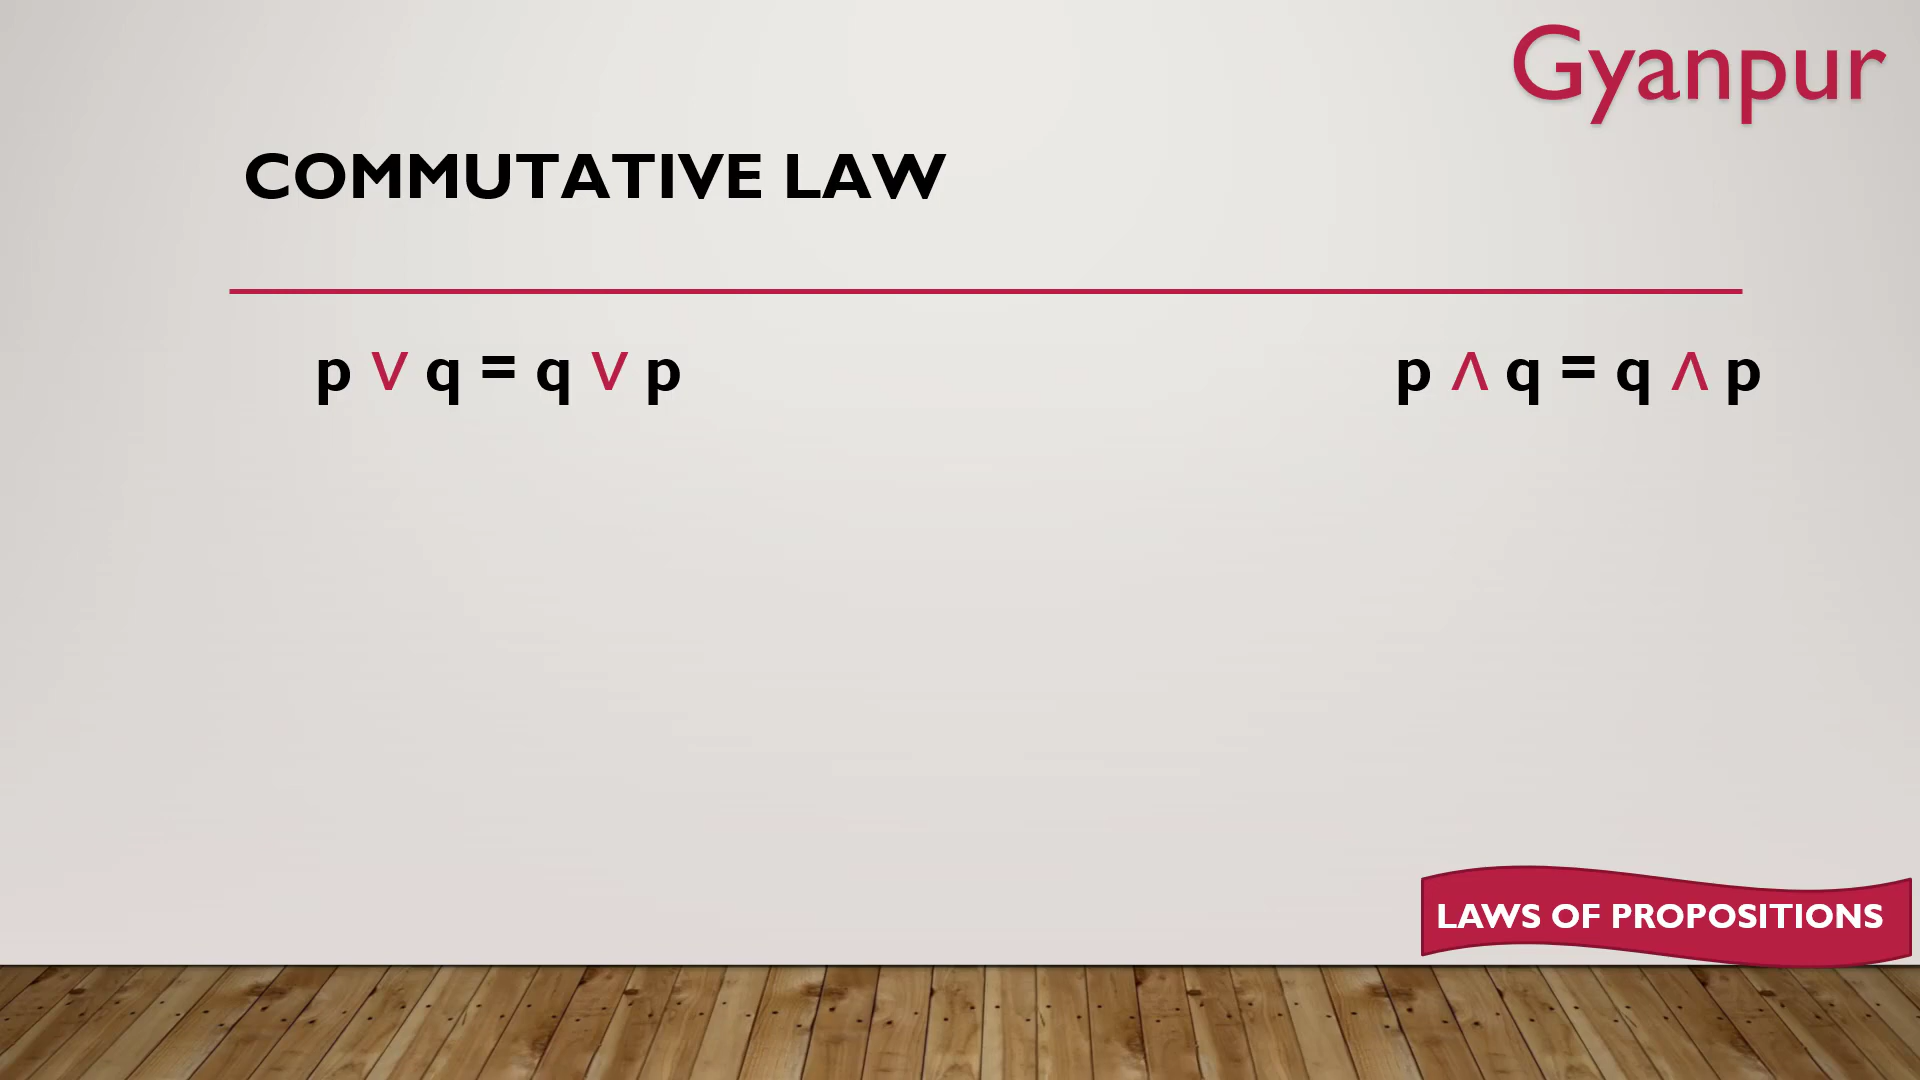 Gyanpur
COMMUTATIVE LAW
p ∨ q = q ∨ p
p ∧ q = q ∧ p
LAWS OF PROPOSITIONS